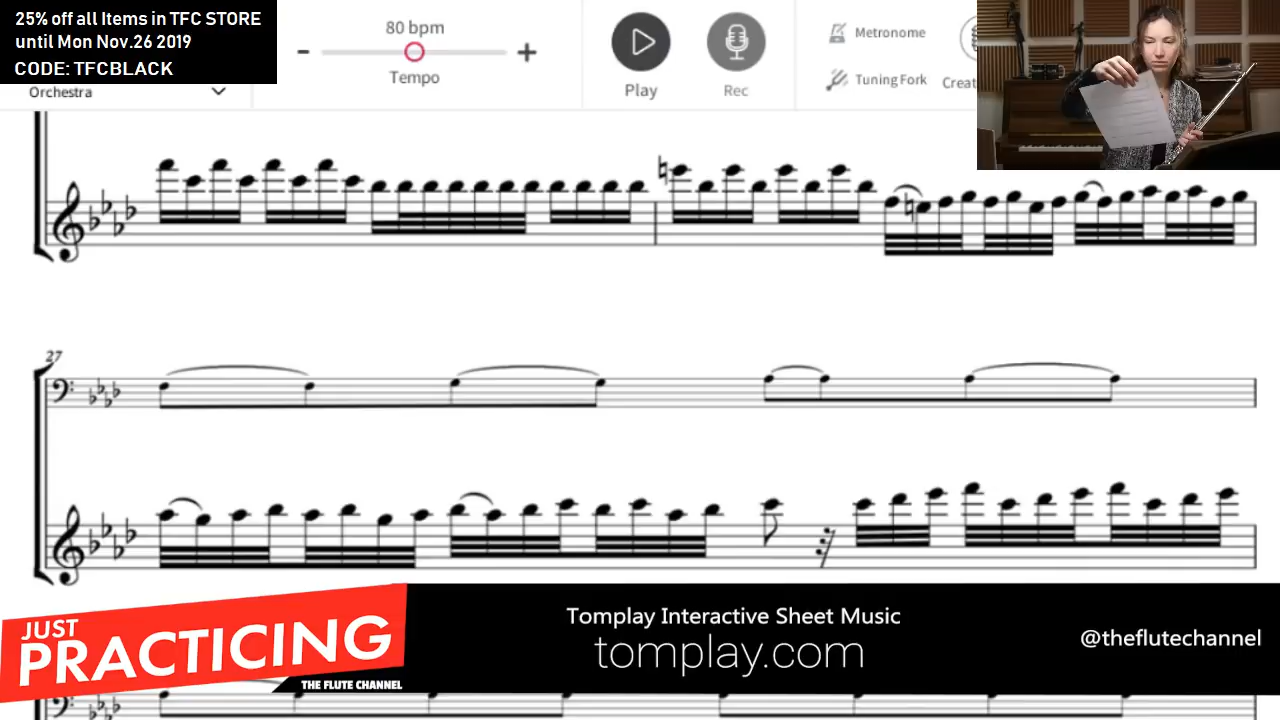 25% off all Items in TFC STORE
until Mon Nov.26 2019
CODE: TFCBLACK
Orchestra
80 bpm
Tempo
Play
Rec
Metronome
Tuning Fork
Creat
27
JUST
PRACTICING
THE FLUTE CHANNEL
Tomplay Interactive Sheet Music
tomplay.com
@theflutechannel